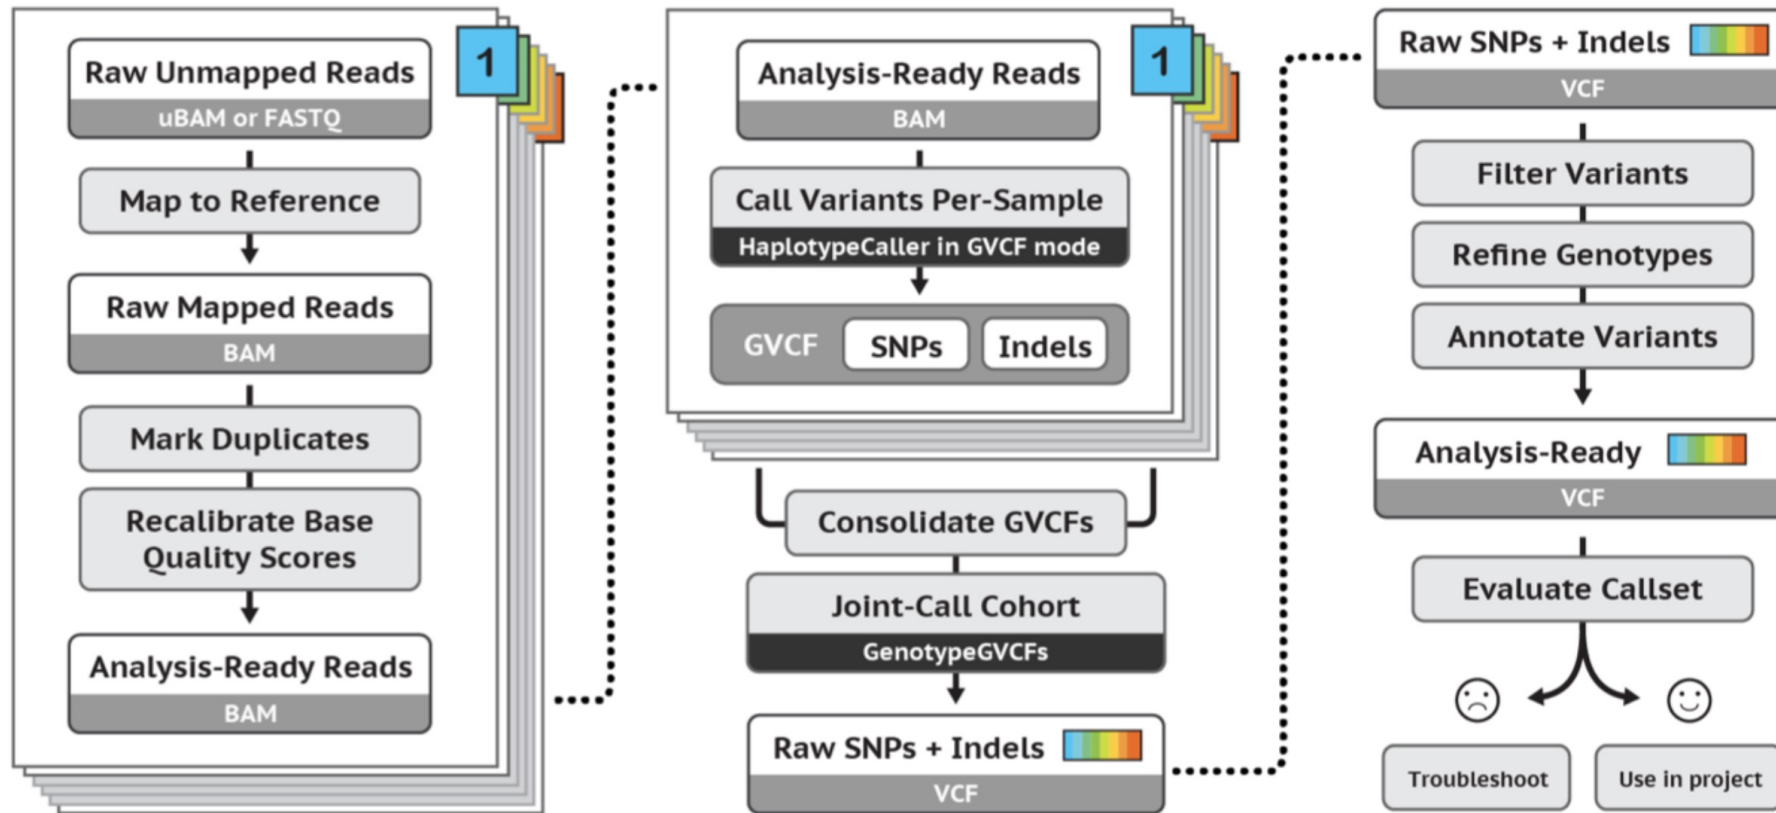 1
Raw Unmapped Reads
uBAM or FASTQ
Map to Reference
Raw Mapped Reads
BAM
Mark Duplicates
Recalibrate Base
Quality Scores
Analysis-Ready Reads
BAM
1
Analysis-Ready Reads
BAM
Call Variants Per-Sample
HaplotypeCaller in GVCF mode
GVCF SNPs Indels
Consolidate GVCFs
Joint-Call Cohort
GenotypeGVCFs
Raw SNPs + Indels
VCF
Raw SNPs + Indels
VCF
Filter Variants
Refine Genotypes
Annotate Variants
Analysis-Ready
VCF
Evaluate Callset
Troubleshoot Use in project